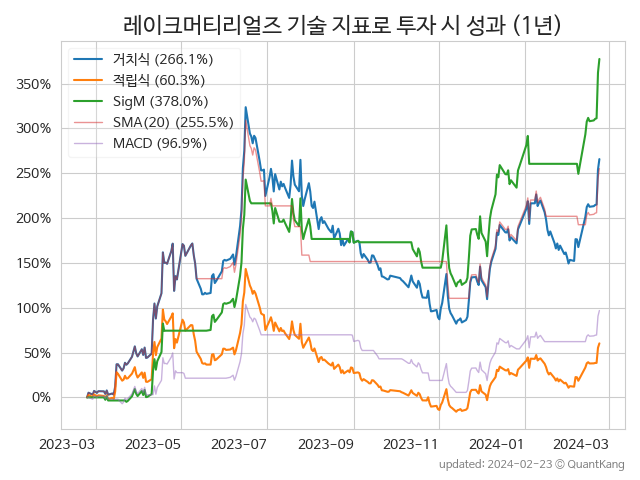 레이크머티리얼즈 기술 지표로 투자 시 성과 (1년)
거치식 (266.1%)
적립식 (60.3%)
SigM (378.0%)
SMA(20) (255.5%)
MACD (96.9%)
350%
300%
250%
200%
150%
100%
50%
0%
2023-03 2023-05 2023-07 2023-09 2023-11 2024-01 2024-03
updated: 2024-02-23 ⓒ QuantKang